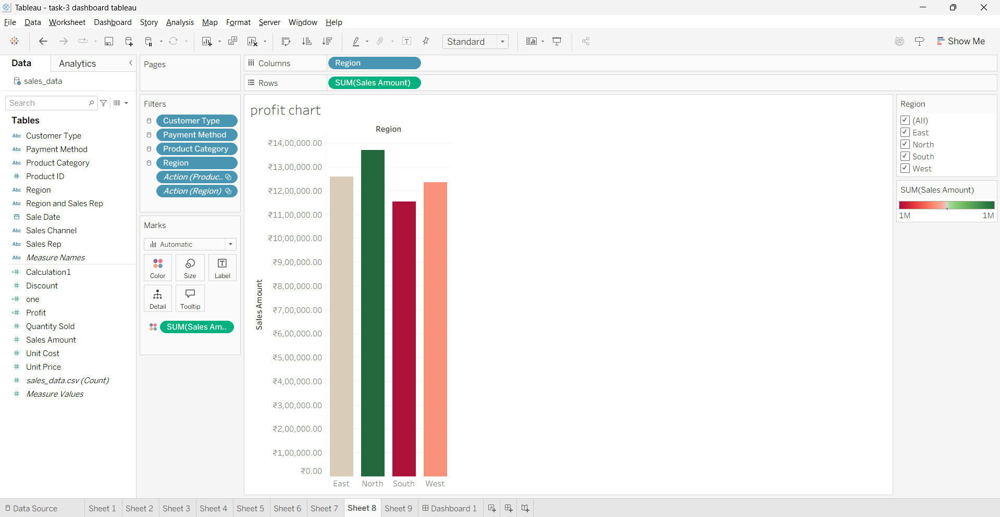 Tableau - task-3 dashboard tableau
File Data Worksheet Dashboard Story Analysis Map Format Server Window Help
Standard
Show Me
Data Analytics
sales_data
Search
Tables
Abc Customer Type
Abc Payment Method
Abc Product Category
# Product ID
Abc Region
Abc Region and Sales Rep
Sale Date
Abc Sales Channel
Abc Sales Rep
Abc Measure Names
=# Calculation1
# Discount
=# one
=# Profit
# Quantity Sold
# Sales Amount
# Unit Cost
# Unit Price
# sales_data.csv (Count)
# Measure Values
Pages
Filters
Customer Type
Payment Method
Product Category
Region
Action (Produc..
Action (Region)
Marks
Automatic
Color Size Label
Detail Tooltip
SUM(Sales Am..
Columns Region
Rows SUM(Sales Amount)
profit chart
Region
Sales Amount
₹14,00,000.00
₹13,00,000.00
₹12,00,000.00
₹11,00,000.00
₹10,00,000.00
₹9,00,000.00
₹8,00,000.00
₹7,00,000.00
₹6,00,000.00
₹5,00,000.00
₹4,00,000.00
₹3,00,000.00
₹2,00,000.00
₹1,00,000.00
₹0.00
East North South West
Region
(All)
East
North
South
West
SUM(Sales Amount)
1M 1M
Data Source Sheet 1 Sheet 2 Sheet 3 Sheet 4 Sheet 5 Sheet 6 Sheet 7 Sheet 8 Sheet 9 Dashboard 1